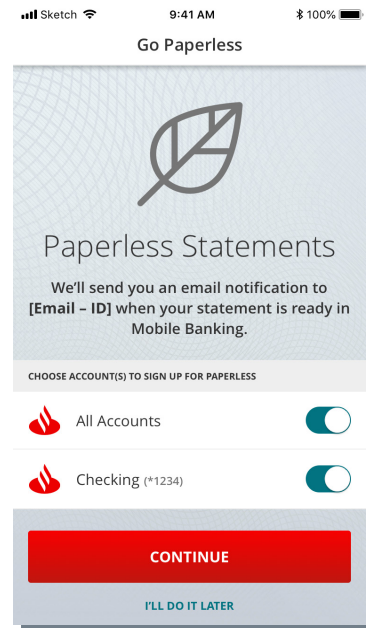 Sketch 9:41 AM 100%
Go Paperless
Paperless Statements
We’ll send you an email notification to
[Email – ID] when your statement is ready in
Mobile Banking.
CHOOSE ACCOUNT(S) TO SIGN UP FOR PAPERLESS
All Accounts
Checking (*1234)
CONTINUE
I’LL DO IT LATER